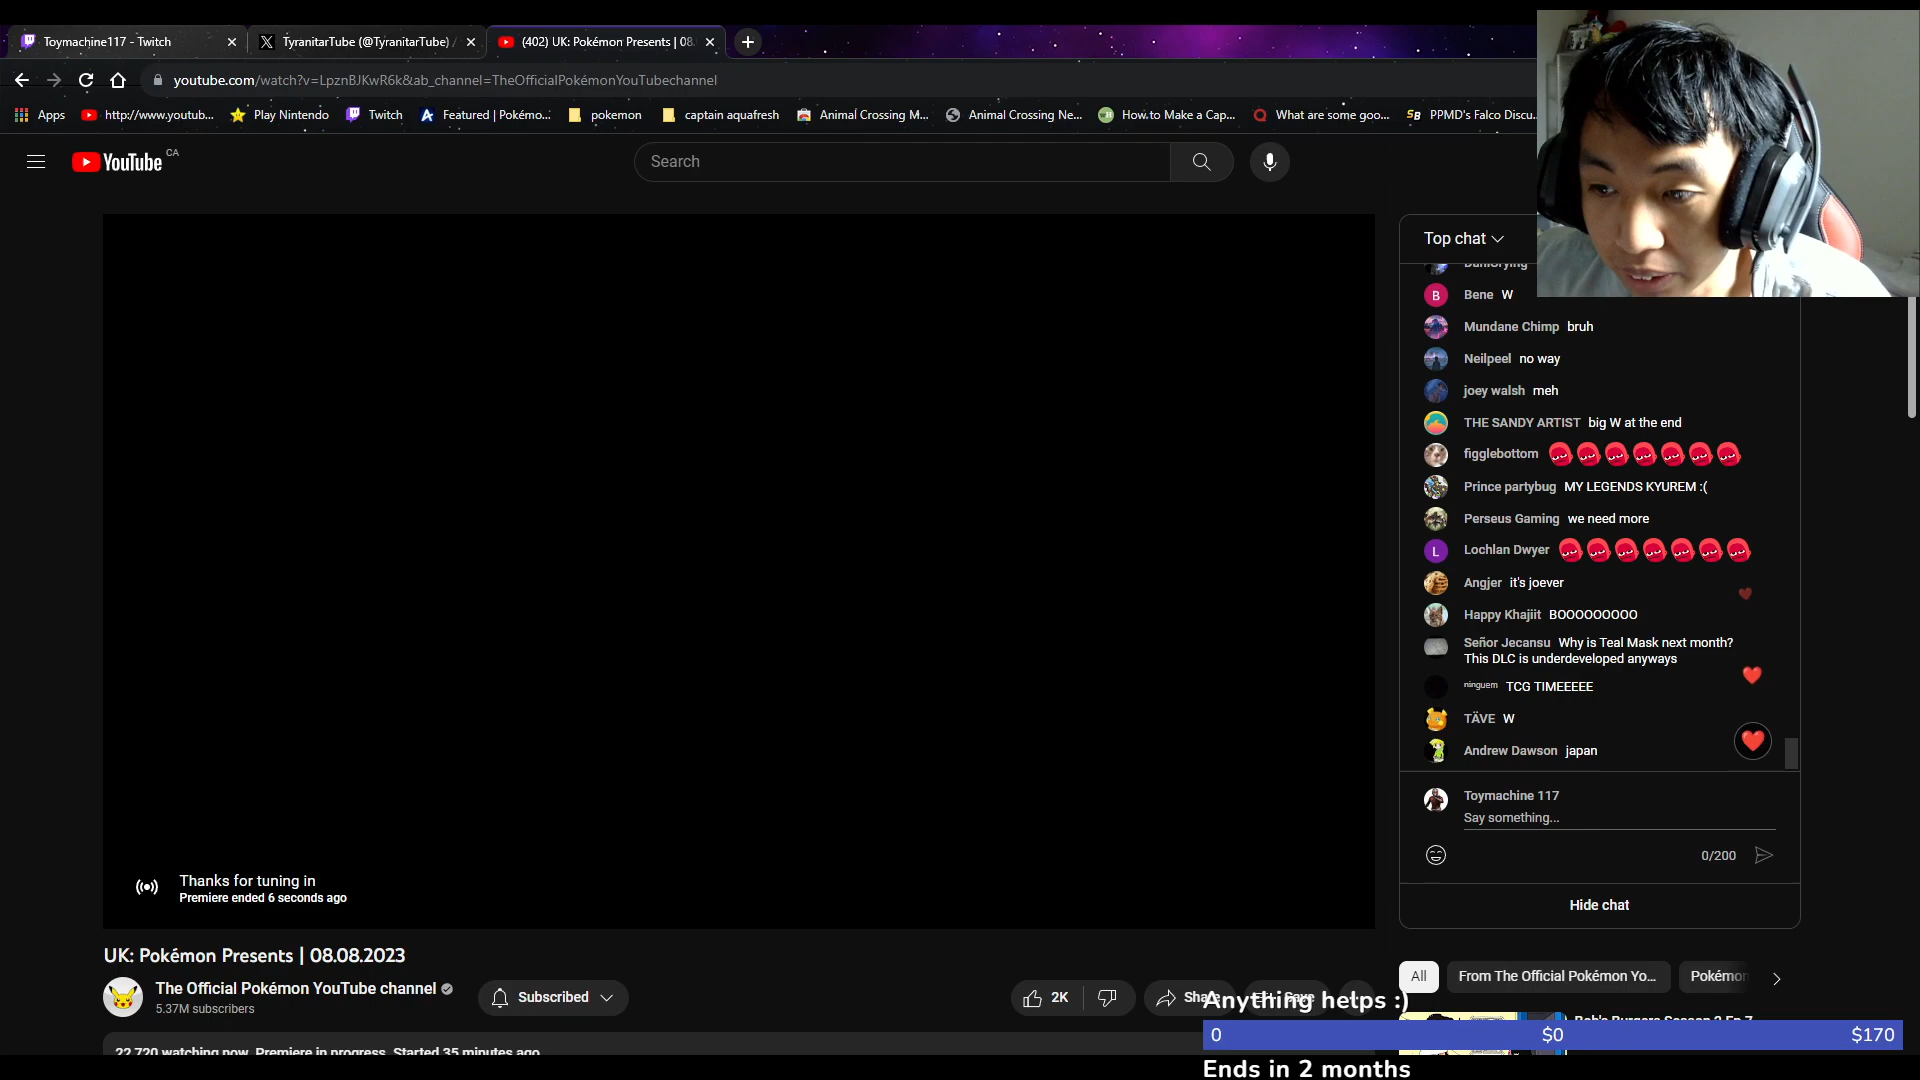 Toymachine117 - Twitch
TyranitarTube (@TyranitarTube) /
(402) UK: Pokémon Presents | 08.
youtube.com/watch?v=LpznBJKwR6k&ab_channel=TheOfficialPokémonYouTubechannel
Apps
http://www.youtub...
Play Nintendo
Twitch
Featured | Pokémo...
pokemon
captain aquafresh
Animal Crossing M...
Animal Crossing Ne...
How to Make a Cap...
What are some goo...
PPMD's Falco Discu...
YouTube CA
Search
Top chat
Bene W
Mundane Chimp bruh
Neilpeel no way
joey walsh meh
THE SANDY ARTIST big W at the end
figglebottom
Prince partybug MY LEGENDS KYUREM :(
Perseus Gaming we need more
Lochlan Dwyer
Angjer it's joever
Happy Khajiit BOOOOOOOOO
Señor Jecansu Why is Teal Mask next month?
This DLC is underdeveloped anyways
ninguem TCG TIMEEEEE
TÄVE W
Andrew Dawson japan
Toymachine 117
Say something...
0/200
Hide chat
Thanks for tuning in
Premiere ended 6 seconds ago
UK: Pokémon Presents | 08.08.2023
The Official Pokémon YouTube channel
5.37M subscribers
Subscribed
2K
Share
Save
All
From The Official Pokémon Yo...
Pokémon
Anything helps :)
Bob's Burgers Season 2 Ep 7
0 $0 $170
Ends in 2 months
22,720 watching now Premiere in progress. Started 35 minutes ago